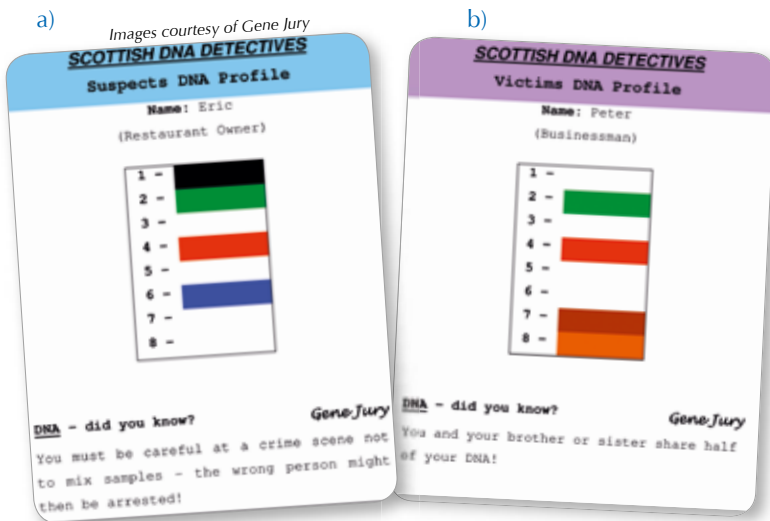 a)
Images courtesy of Gene Jury
SCOTTISH DNA DETECTIVES
Suspects DNA Profile
Name: Eric
(Restaurant Owner)
1 –
2 –
3 –
4 –
5 –
6 –
7 –
8 –
DNA – did you know?
Gene Jury
You must be careful at a crime scene not
to mix samples – the wrong person might
then be arrested!
b)
SCOTTISH DNA DETECTIVES
Victims DNA Profile
Name: Peter
(Businessman)
1 –
2 –
3 –
4 –
5 –
6 –
7 –
8 –
DNA – did you know?
Gene Jury
You and your brother or sister share half
of your DNA!